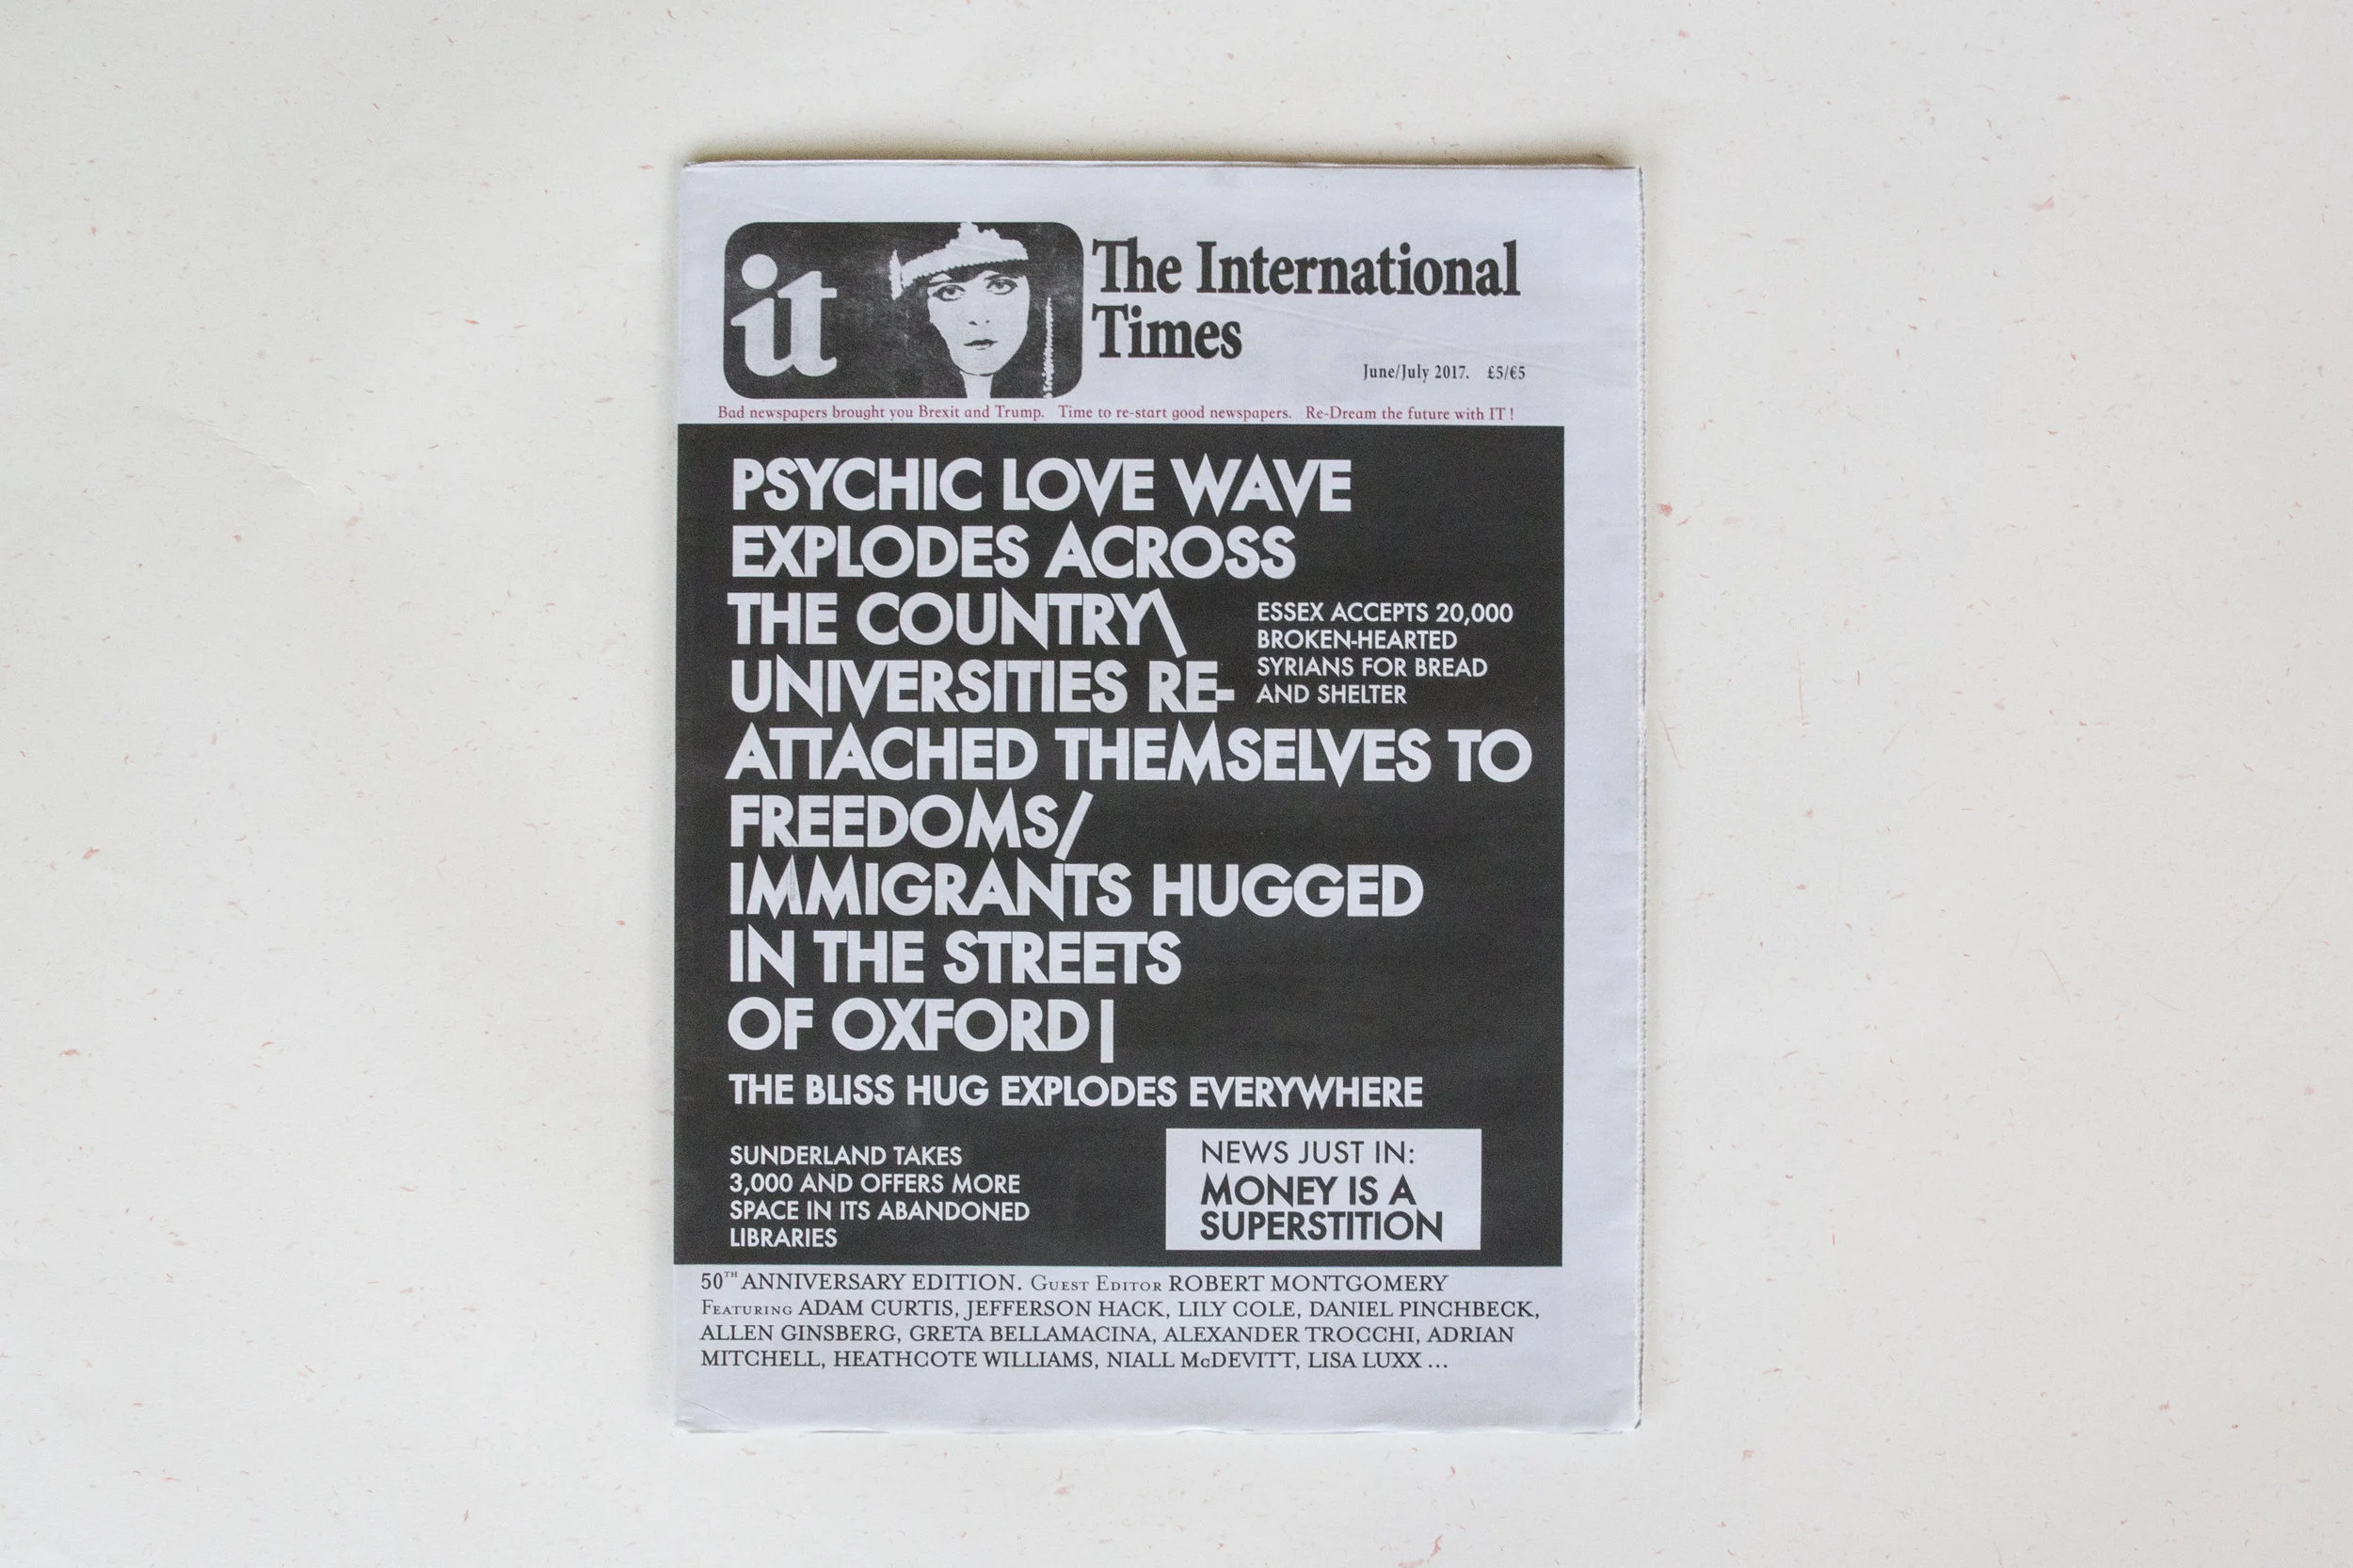 it
The International
Times
June/July 2017. £5/€5
Bad newspapers brought you Brexit and Trump. Time to re-start good newspapers. Re-Dream the future with IT !
PSYCHIC LOVE WAVE
EXPLODES ACROSS
THE COUNTRY\
UNIVERSITIES RE-
ATTACHED THEMSELVES TO
FREEDOMS/
IMMIGRANTS HUGGED
IN THE STREETS
OF OXFORD|
ESSEX ACCEPTS 20,000
BROKEN-HEARTED
SYRIANS FOR BREAD
AND SHELTER
THE BLISS HUG EXPLODES EVERYWHERE
SUNDERLAND TAKES
3,000 AND OFFERS MORE
SPACE IN ITS ABANDONED
LIBRARIES
NEWS JUST IN:
MONEY IS A
SUPERSTITION
50TH ANNIVERSARY EDITION. Guest Editor ROBERT MONTGOMERY
Featuring ADAM CURTIS, JEFFERSON HACK, LILY COLE, DANIEL PINCHBECK,
ALLEN GINSBERG, GRETA BELLAMACINA, ALEXANDER TROCCHI, ADRIAN
MITCHELL, HEATHCOTE WILLIAMS, NIALL McDEVITT, LISA LUXX ...